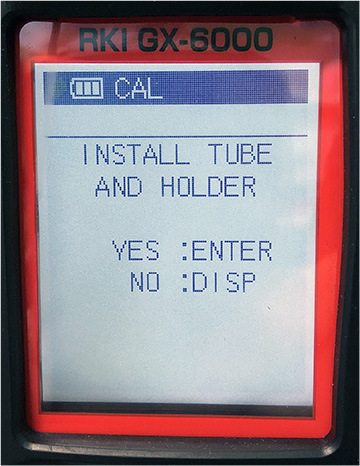 RKI GX-6000
CAL
INSTALL TUBE
AND HOLDER
YES :ENTER
NO :DISP